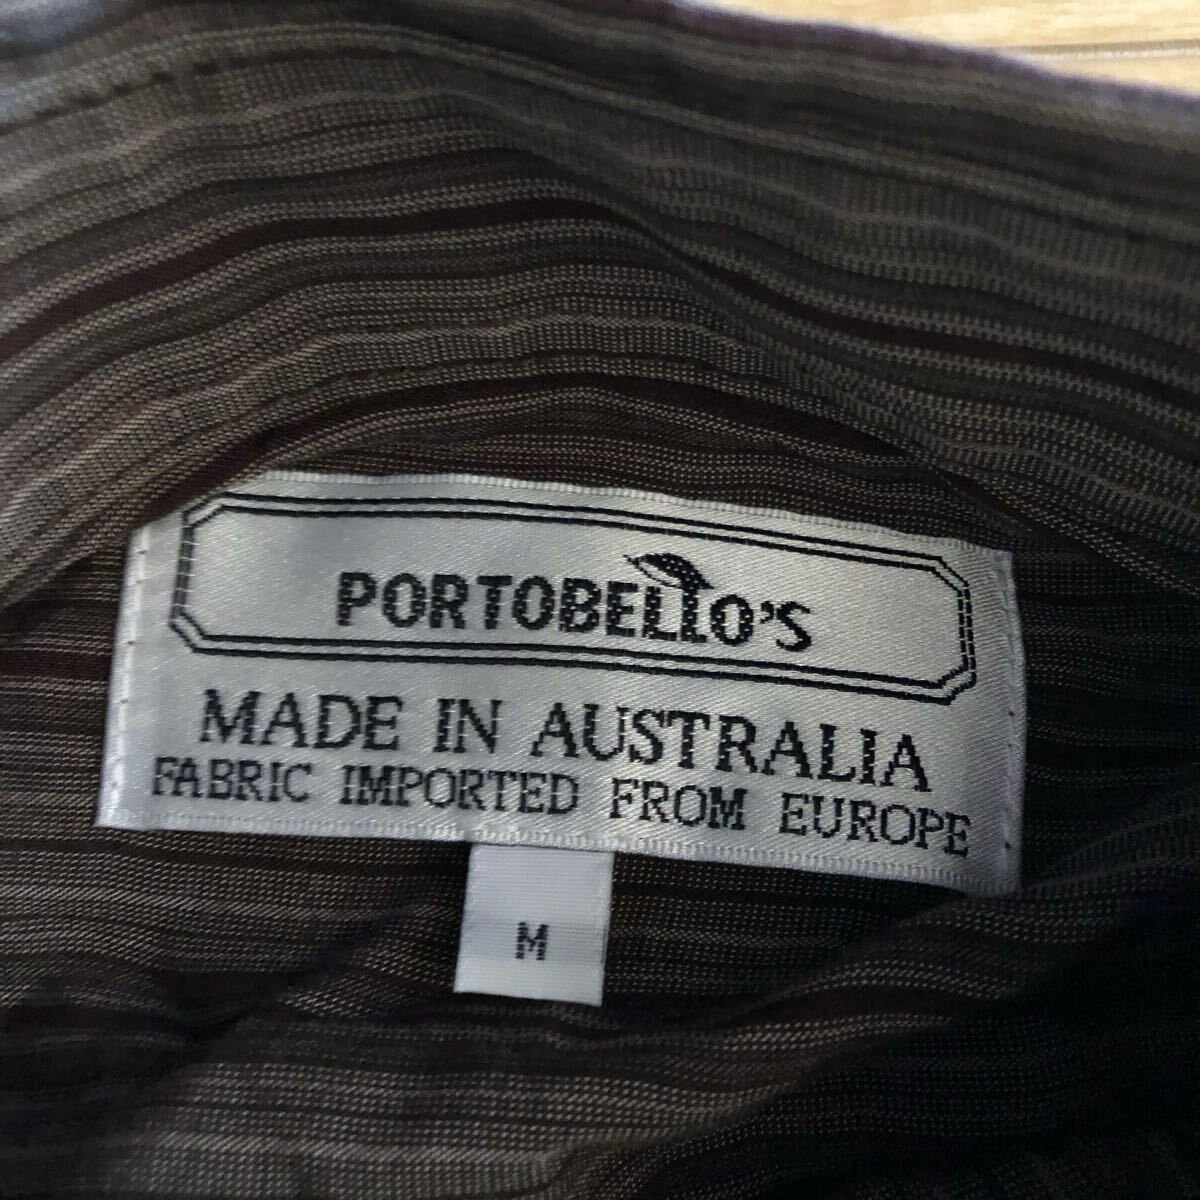 PORTOBELLO'S
MADE IN AUSTRALIA
FABRIC IMPORTED FROM EUROPE
M